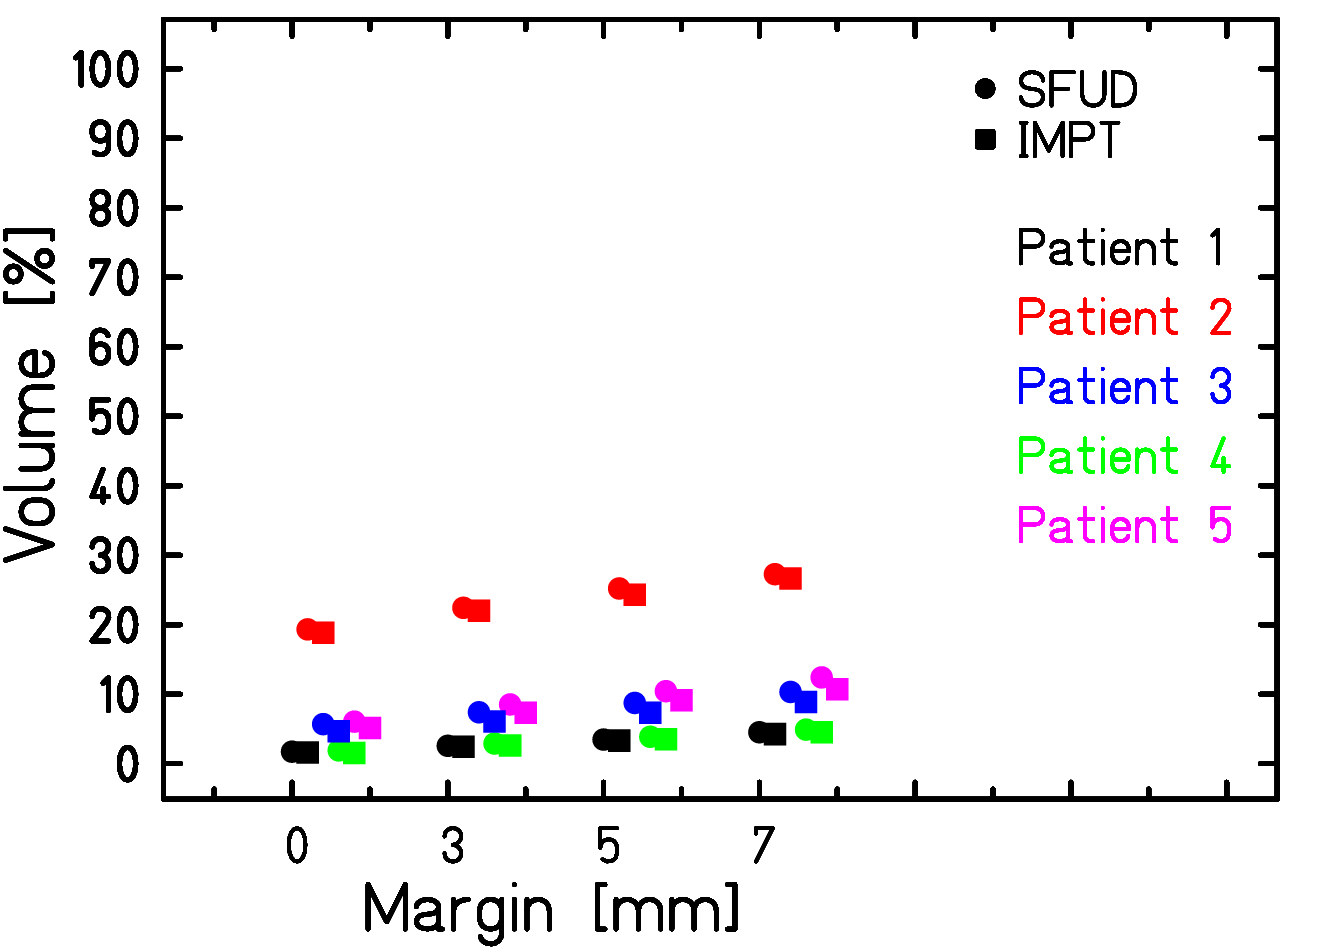 100
90
80
70
60
50
40
30
20
10
0
Volume [%]
SFUD
IMPT
Patient 1
Patient 2
Patient 3
Patient 4
Patient 5
0 3 5 7
Margin [mm]